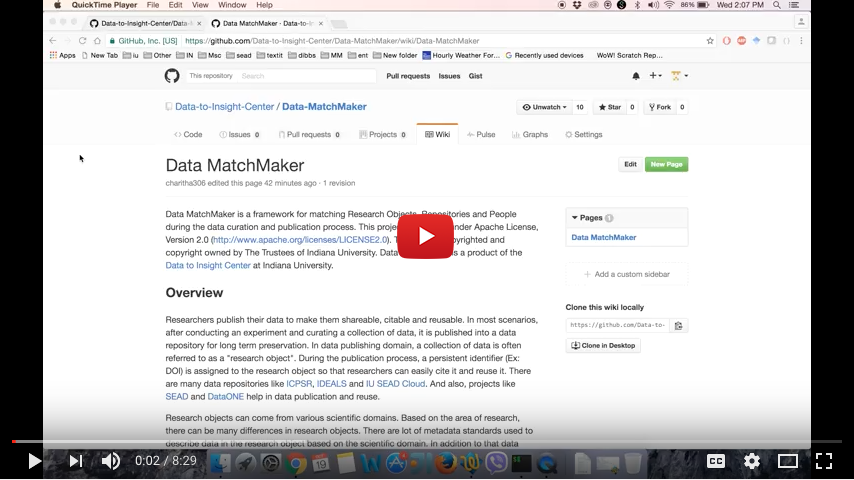 QuickTime Player File Edit View Window Help 86% Wed 2:07 PM
Data-to-Insight-Center/Data- Data MatchMaker · Data-to-In
GitHub, Inc. [US] https://github.com/Data-to-Insight-Center/Data-MatchMaker/wiki/Data-MatchMaker
Apps New Tab iu Other IN Msc sead textit dibbs MM ent New folder Hourly Weather For... Recently used devices WoW! Scratch Rep...
This repository Search Pull requests Issues Gist
Data-to-Insight-Center / Data-MatchMaker Unwatch 10 Star 0 Fork 0
Code Issues 0 Pull requests 0 Projects 0 Wiki Pulse Graphs Settings
Data MatchMaker Edit New Page
charitha306 edited this page 42 minutes ago · 1 revision
Data MatchMaker is a framework for matching Research Objects, Repositories and People
during the data curation and publication process. This under Apache License,
Version 2.0 (http://www.apache.org/licenses/LICENSE2.0). copyrighted and
copyright owned by The Trustees of Indiana University. is a product of the
Data to Insight Center at Indiana University.
Pages 1
Data MatchMaker
+ Add a custom sidebar
Clone this wiki locally
https://github.com/Data-to-
Clone in Desktop
Overview
Researchers publish their data to make them shareable, citable and reusable. In most scenarios,
after conducting an experiment and curating a collection of data, it is published into a data
repository for long term preservation. In data publishing domain, a collection of data is often
referred to as a "research object". During the publication process, a persistent identifier (Ex:
DOI) is assigned to the research object so that researchers can easily cite it and reuse it. There
are many data repositories like ICPSR, IDEALS and IU SEAD Cloud. And also, projects like
SEAD and DataONE help in data publication and reuse.
Research objects can come from various scientific domains. Based on the area of research,
there can be many differences in research objects. There are lot of metadata standards used to
describe data in the research object based on the scientific domain. In addition to that data
0:02 / 8:29 CC